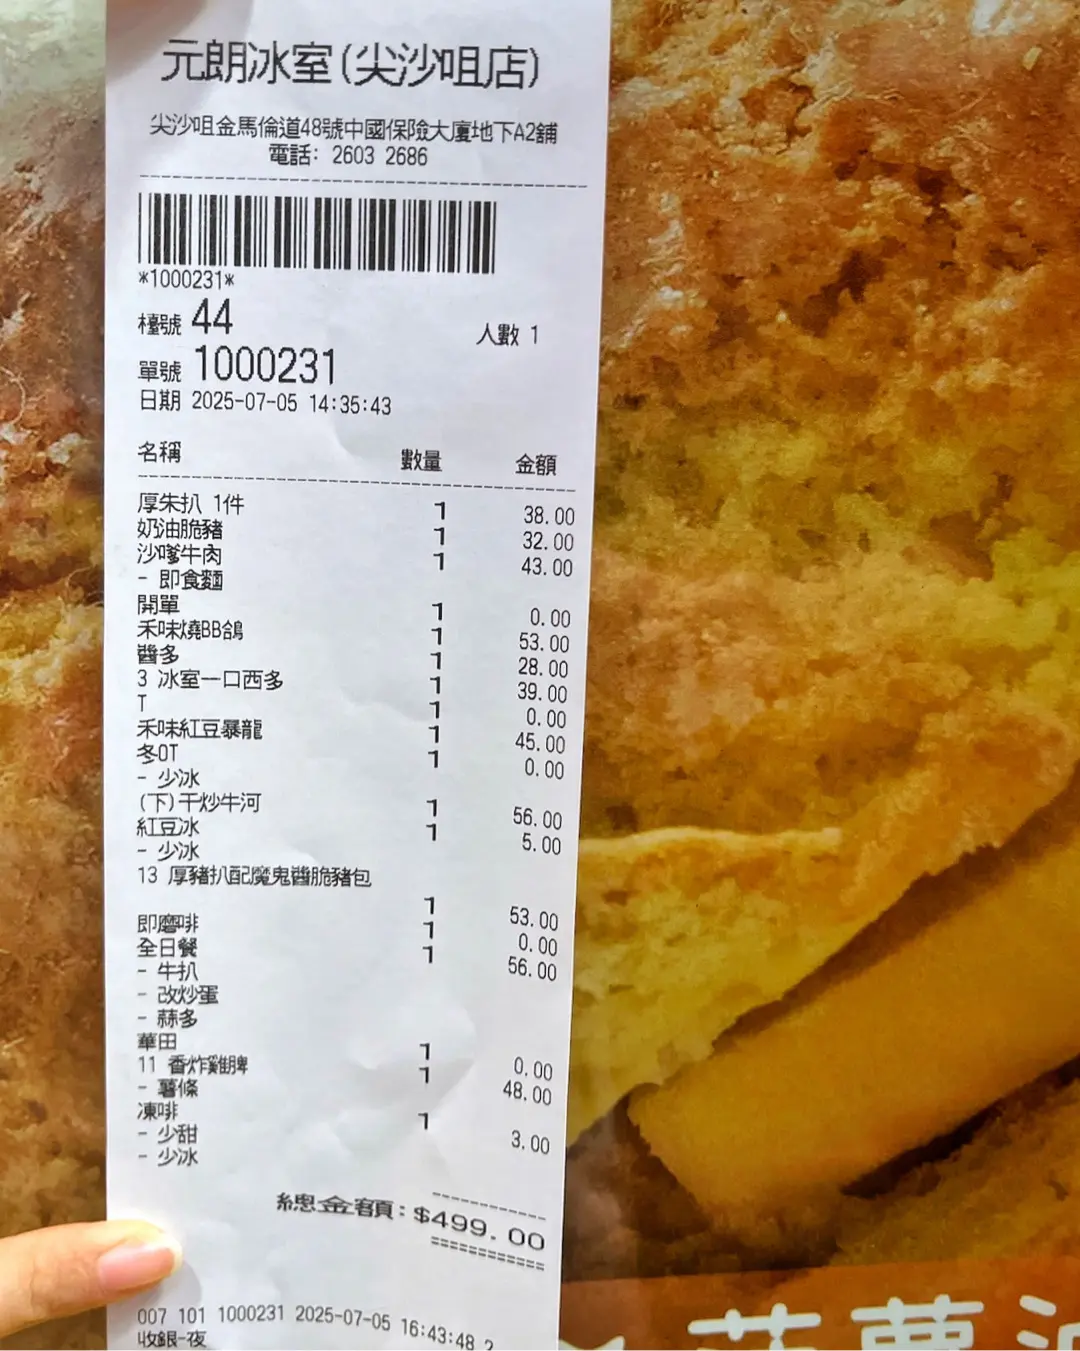 元朗冰室(尖沙咀店)
尖沙咀金馬倫道48號中國保險大廈地下A2舖
電話: 2603 2686
*1000231*
檯號 44 人數 1
單號 1000231
日期 2025-07-05 14:35:43
名稱 數量 金額
厚朱扒 1件 1 38.00
奶油脆豬 1 32.00
沙嗲牛肉 1 43.00
- 即食麵
開單 1 0.00
禾味燒BB鴿 1 53.00
醬多 1 28.00
3 冰室一口西多 1 39.00
T 1 0.00
禾味紅豆暴龍 1 45.00
冬OT 1 0.00
- 少冰
(下)干炒牛河 1 56.00
紅豆冰 1 5.00
- 少冰
13 厚豬扒配魔鬼醬脆豬包
1 53.00
即磨啡 1 0.00
全日餐 1 56.00
- 牛扒
- 改炒蛋
- 蒜多
華田 1 0.00
11 香炸雞髀 1 48.00
- 薯條
凍啡 1 3.00
- 少甜
- 少冰
總金額:$499.00
007 101 1000231 2025-07-05 16:43:48 2
收銀-夜
菠蘿油